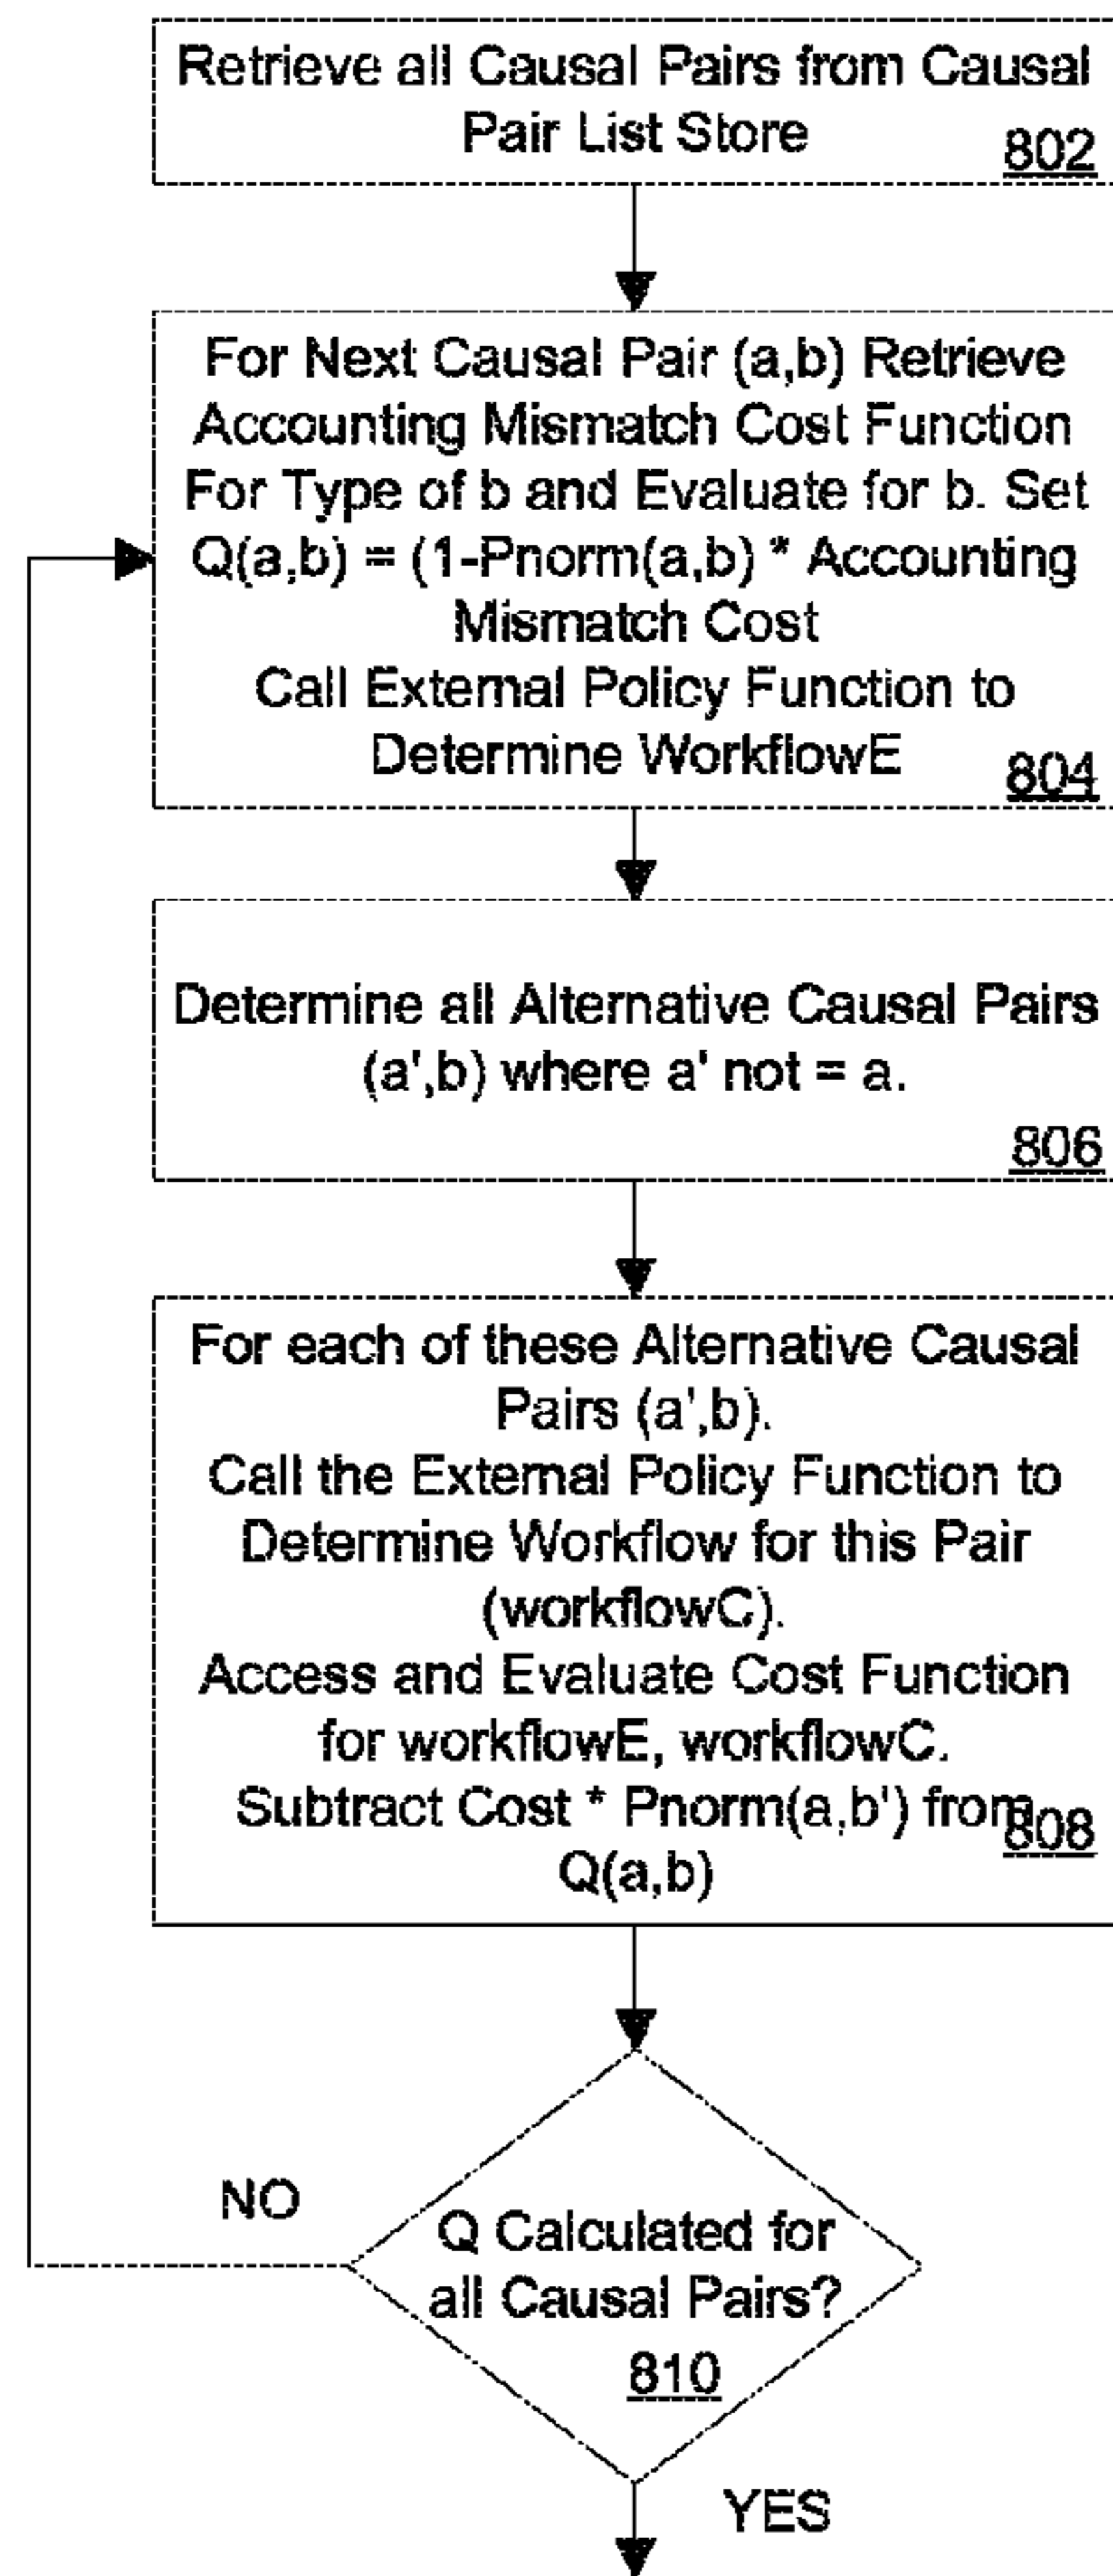 Retrieve all Causal Pairs from Causal
Pair List Store
802
For Next Causal Pair (a,b) Retrieve
Accounting Mismatch Cost Function
For Type of b and Evaluate for b. Set
Q(a,b) = (1-Pnorm(a,b) * Accounting
Mismatch Cost
Call External Policy Function to
Determine WorkflowE
804
Determine all Alternative Causal Pairs
(a',b) where a' not = a.
806
For each of these Alternative Causal
Pairs (a',b).
Call the External Policy Function to
Determine Workflow for this Pair
(workflowC).
Access and Evaluate Cost Function
for workflowE, workflowC.
Subtract Cost * Pnorm(a,b') from
808
Q(a,b)
NO
Q Calculated for
all Causal Pairs?
810
YES